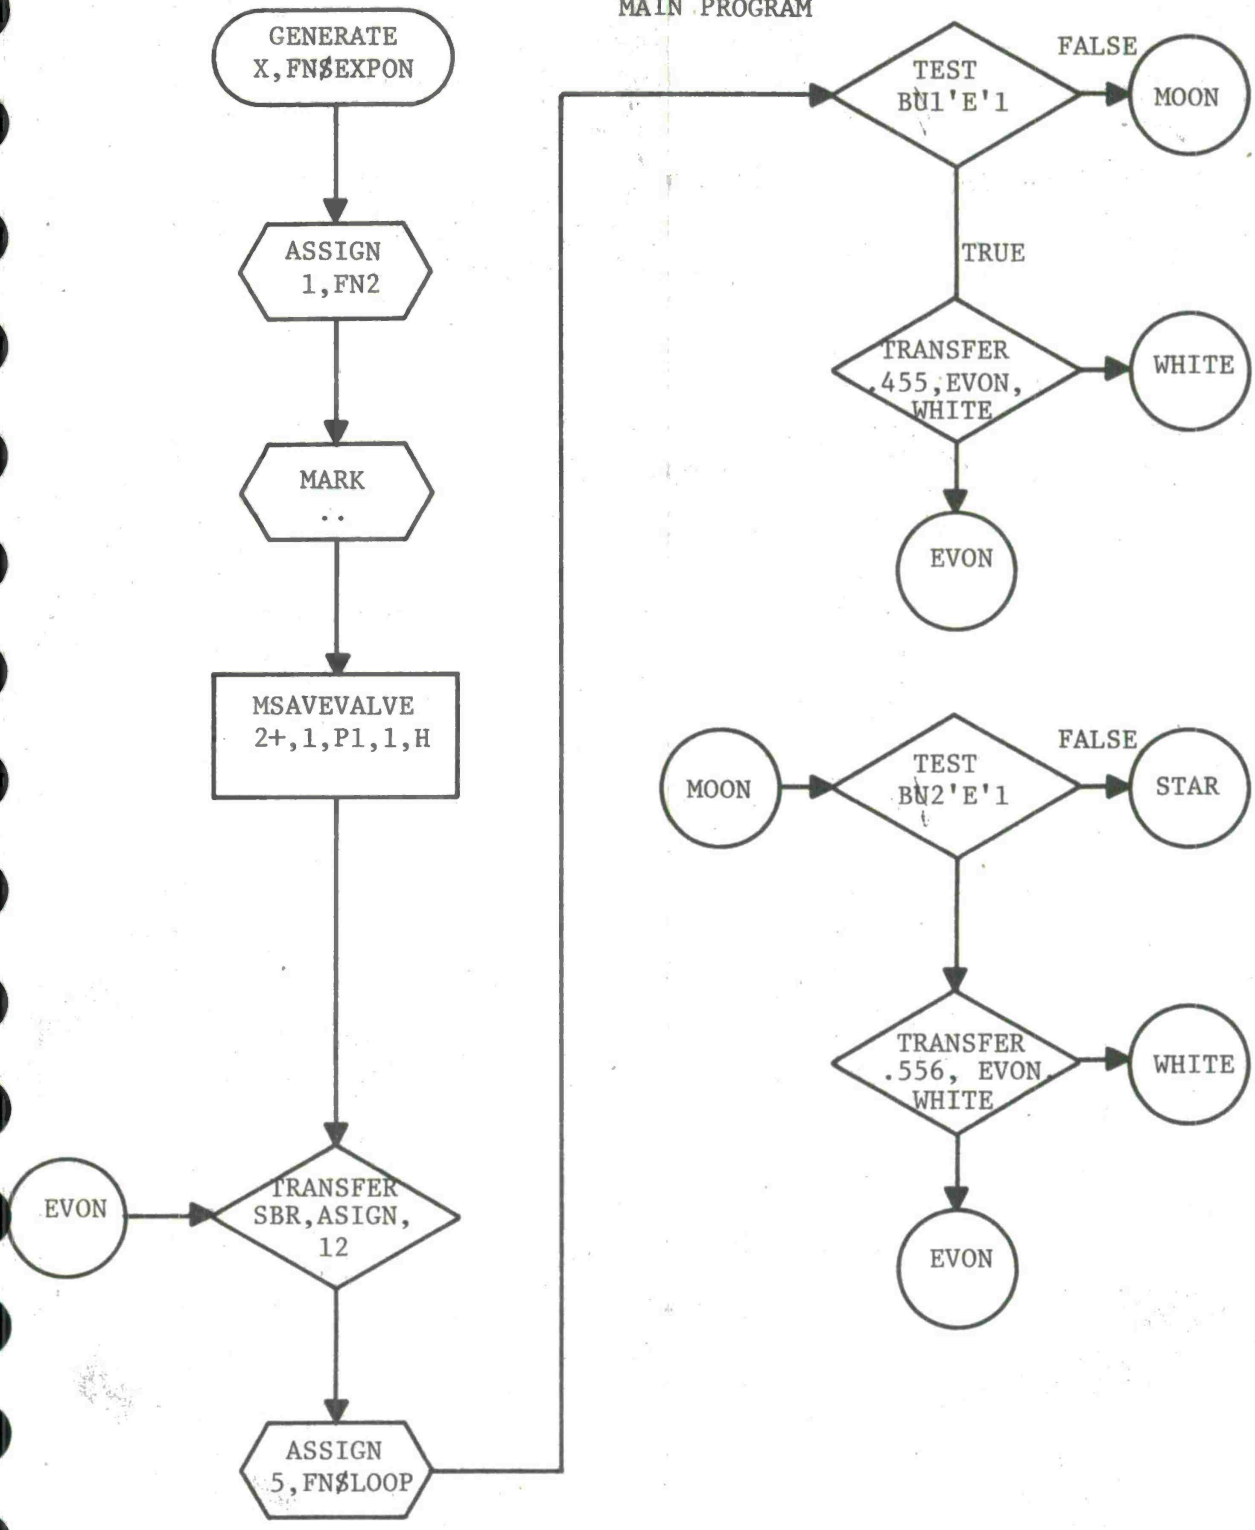 MAIN PROGRAM
GENERATE
X,FN$EXPON
ASSIGN
1,FN2
MARK
..
MSAVEVALVE
2+,1,P1,1,H
EVON
TRANSFER
SBR,ASIGN,
12
ASSIGN
5,FN$LOOP
TEST
BU1'E'1
FALSE
MOON
TRUE
TRANSFER
.455,EVON,
WHITE
WHITE
EVON
MOON
TEST
BU2'E'1
FALSE
STAR
TRANSFER
.556, EVON,
WHITE
WHITE
EVON